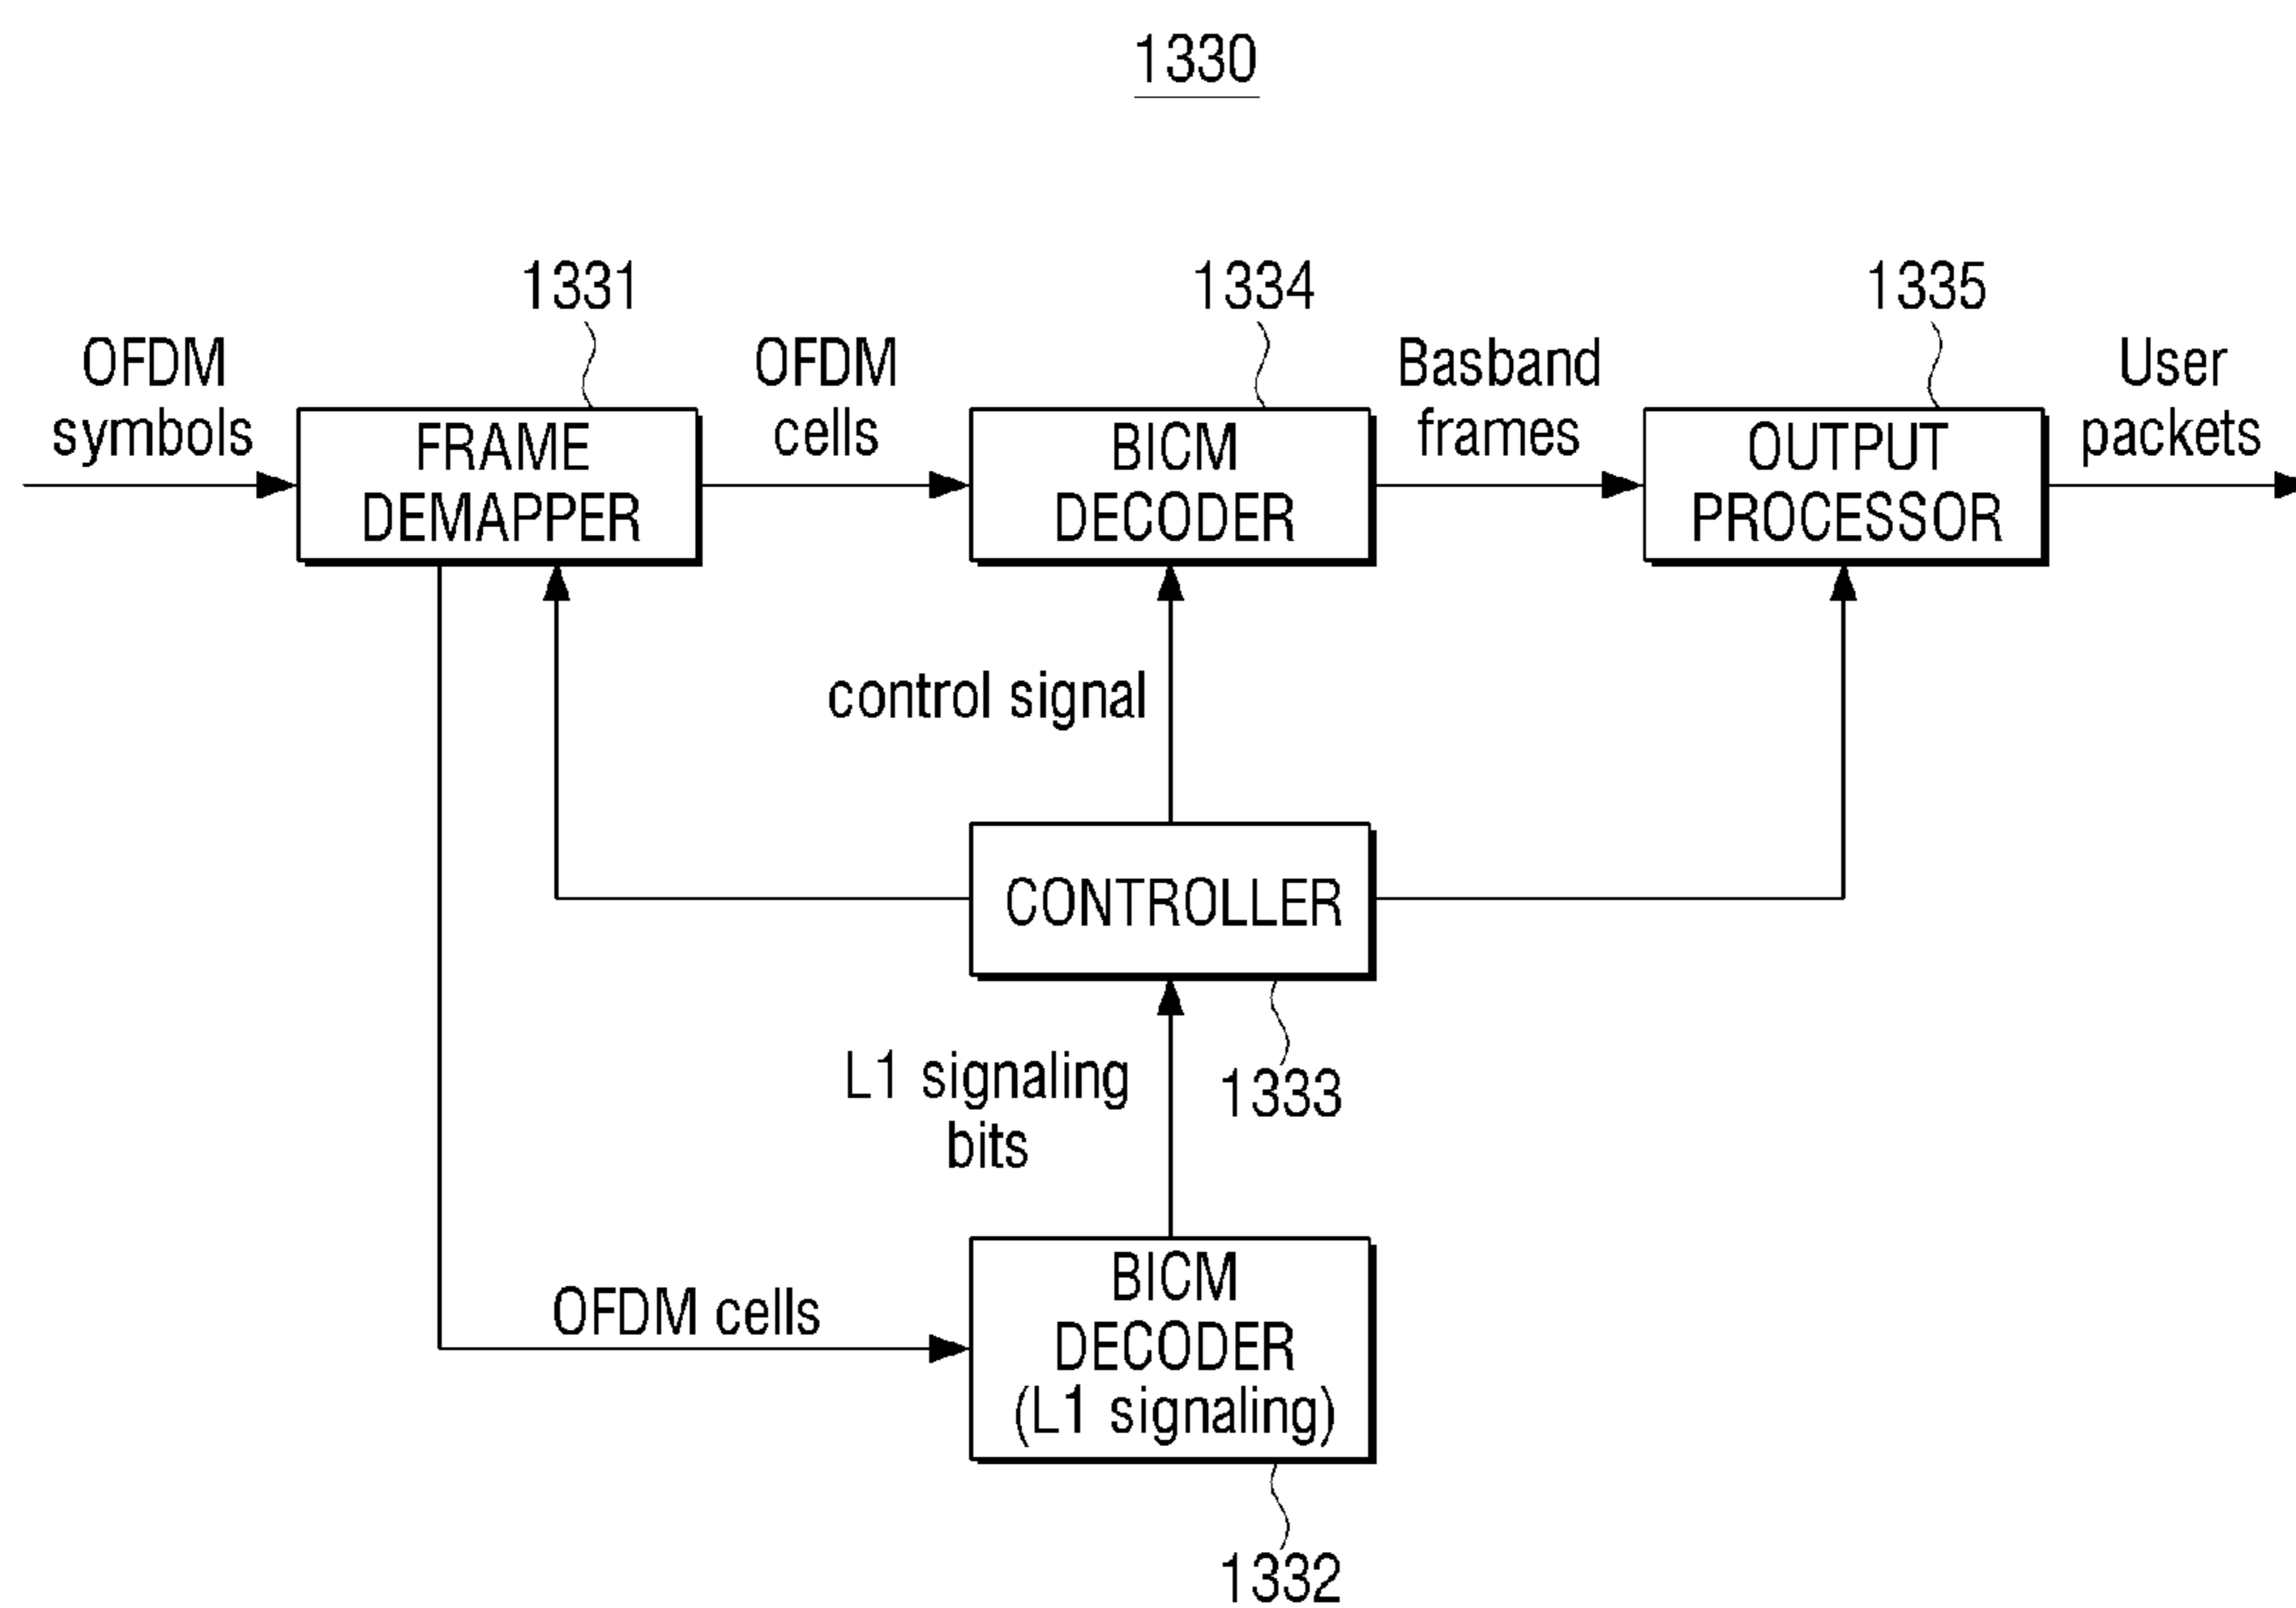 1330
1331
1334
1335
OFDM
symbols
FRAME
DEMAPPER
OFDM
cells
BICM
DECODER
Basband
frames
OUTPUT
PROCESSOR
User
packets
control signal
CONTROLLER
L1 signaling
bits
1333
OFDM cells
BICM
DECODER
(L1 signaling)
1332